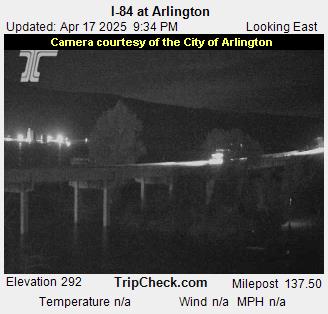 I-84 at Arlington
Updated: Apr 17 2025 9:34 PM Looking East
Camera courtesy of the City of Arlington
Elevation 292 TripCheck.com Milepost 137.50
Temperature n/a Wind n/a MPH n/a